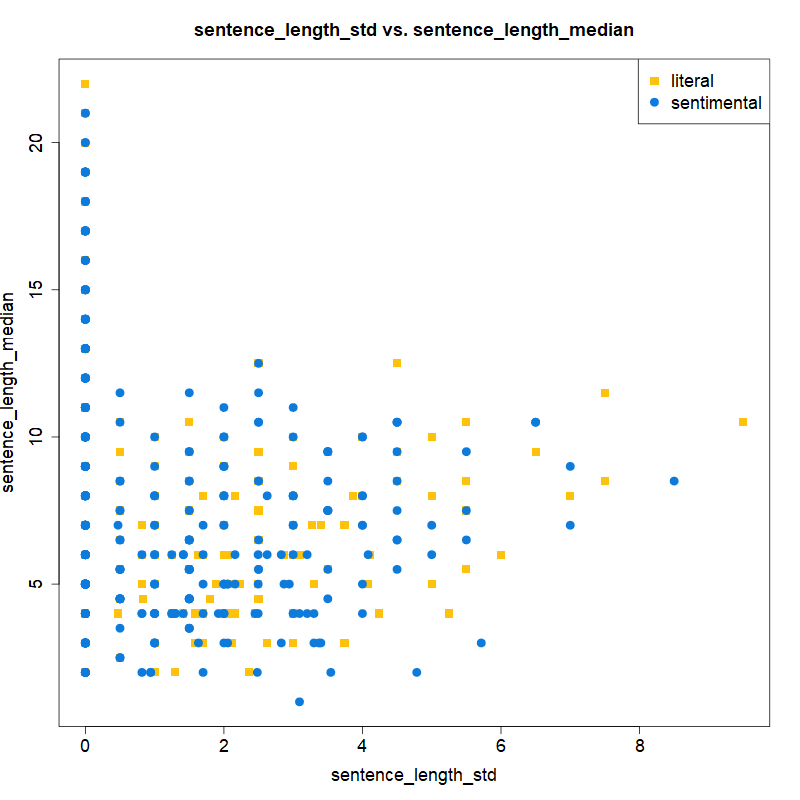 sentence_length_std vs. sentence_length_median
literal
sentimental
20
15
10
5
sentence_length_median
0
2
4
6
8
sentence_length_std